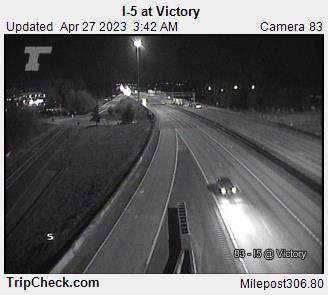 I-5 at Victory
Updated  Apr 27 2023  3:42 AM
Camera 83
T
S
83 - I5 @ Victory
TripCheck.com
Milepost306.80